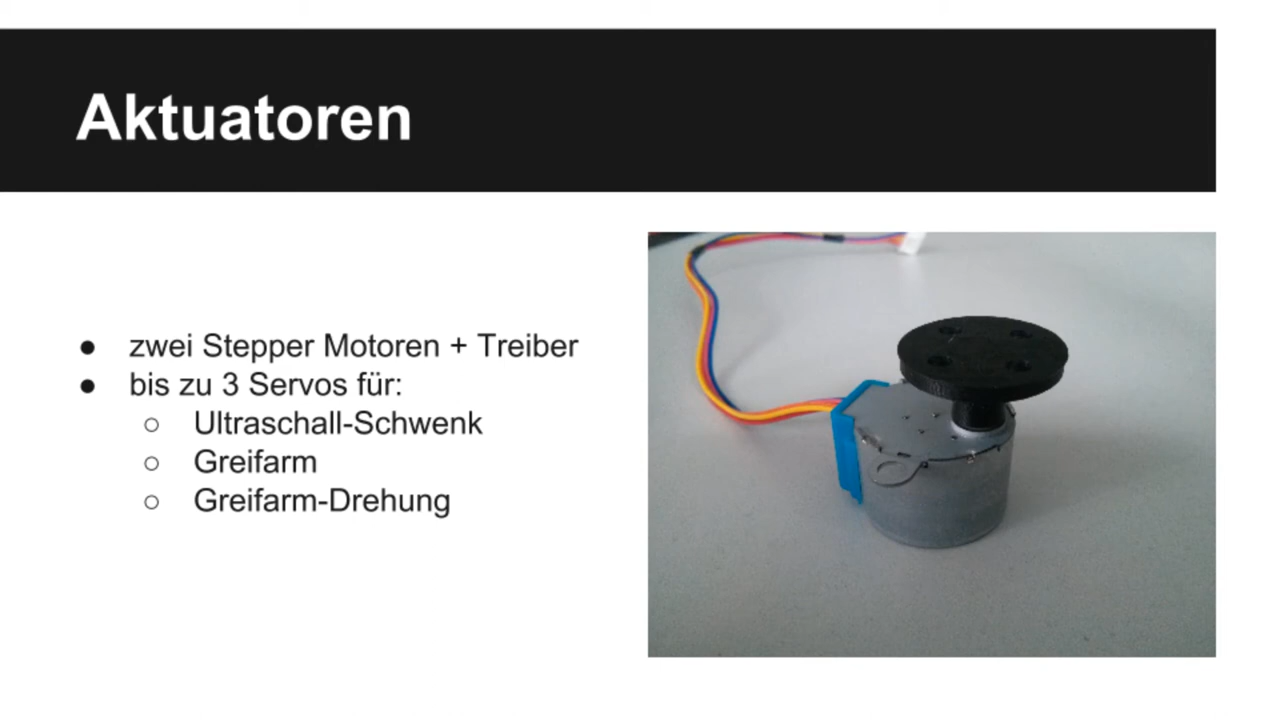 Aktuatoren
● zwei Stepper Motoren + Treiber
● bis zu 3 Servos für:
○ Ultraschall-Schwenk
○ Greifarm
○ Greifarm-Drehung